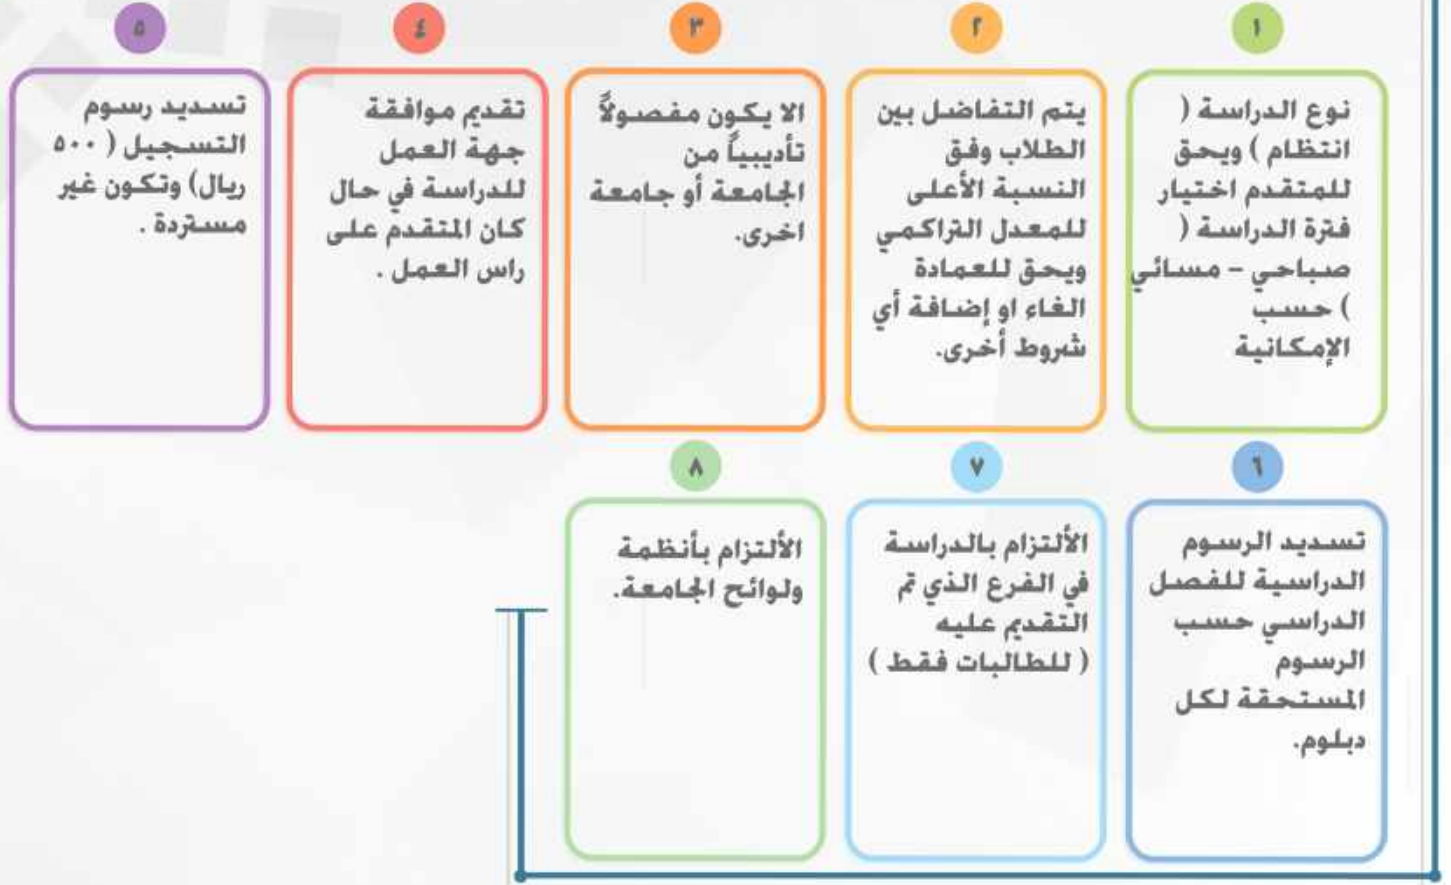 ١
نوع الدراسة (
انتظام ) ويحق
للمتقدم اختيار
فترة الدراسة (
صباحي – مسائي
) حسب
الإمكانية
٢
يتم التفاضل بين
الطلاب وفق
النسبة الأعلى
للمعدل التراكمي
ويحق للعمادة
الغاء او إضافة أي
شروط أخرى.
٣
الا يكون مفصولاً
تأديبياً من
الجامعة أو جامعة
اخرى.
٤
تقديم موافقة
جهة العمل
للدراسة في حال
كان المتقدم على
راس العمل .
٥
تسديد رسوم
التسجيل ( ٥٠٠
ريال) وتكون غير
مستردة .
٦
تسديد الرسوم
الدراسية للفصل
الدراسي حسب
الرسوم
المستحقة لكل
دبلوم.
٧
الألتزام بالدراسة
في الفرع الذي تم
التقديم عليه
( للطالبات فقط )
٨
الألتزام بأنظمة
ولوائح الجامعة.